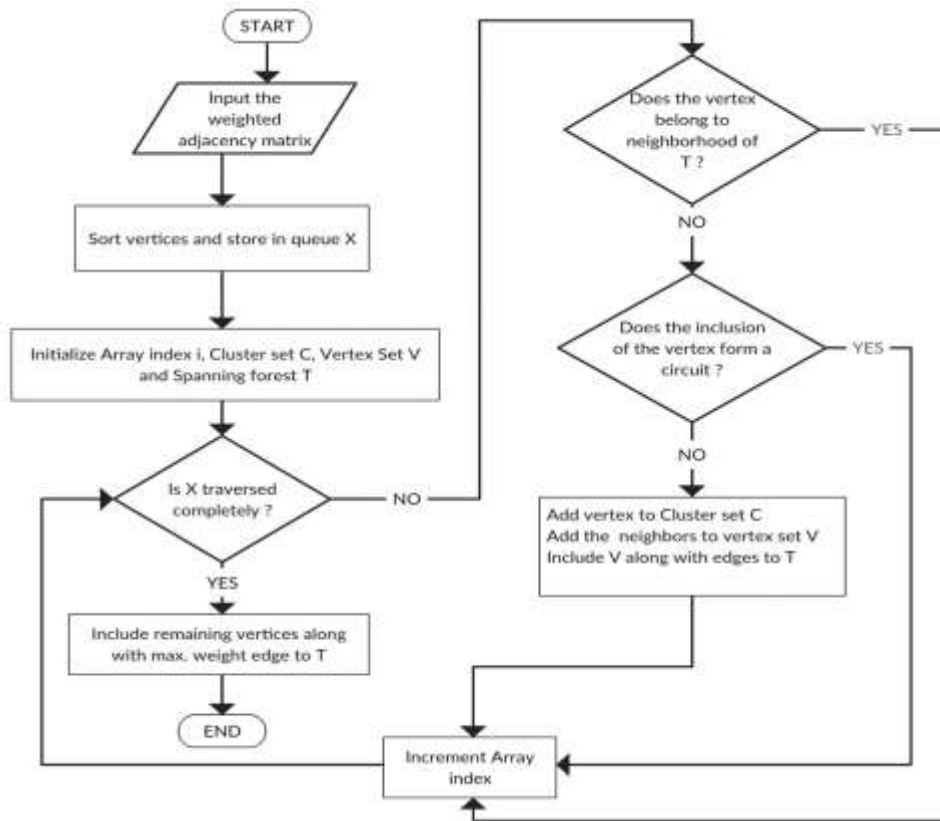 START
Input the
weighted
adjacency matrix
Sort vertices and store in queue X
Initialize Array index i, Cluster set C, Vertex Set V
and Spanning forest T
Is X traversed
completely ?
NO
YES
Include remaining vertices along
with max. weight edge to T
END
Does the vertex
belong to
neighborhood of
T ?
YES
NO
Does the inclusion
of the vertex form a
circuit ?
YES
NO
Add vertex to Cluster set C
Add the neighbors to vertex set V
Include V along with edges to T
Increment Array
index